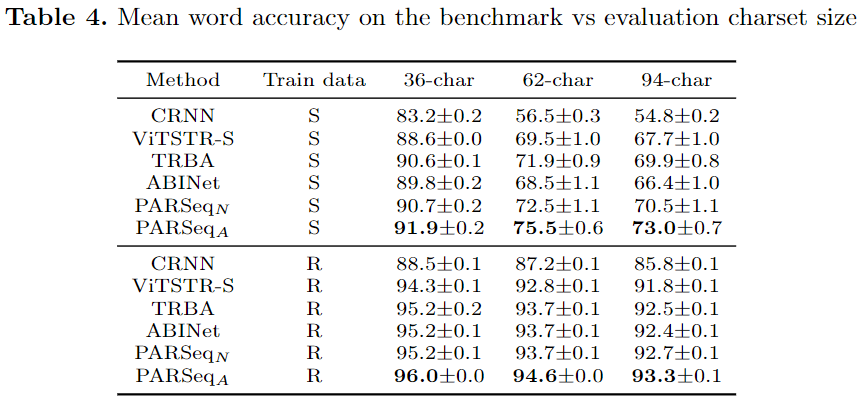 Table 4. Mean word accuracy on the benchmark vs evaluation charset size
Method Train data 36-char 62-char 94-char
CRNN S 83.2±0.2 56.5±0.3 54.8±0.2
ViTSTR-S S 88.6±0.0 69.5±1.0 67.7±1.0
TRBA S 90.6±0.1 71.9±0.9 69.9±0.8
ABINet S 89.8±0.2 68.5±1.1 66.4±1.0
PARSeqN S 90.7±0.2 72.5±1.1 70.5±1.1
PARSeqA S 91.9±0.2 75.5±0.6 73.0±0.7
CRNN R 88.5±0.1 87.2±0.1 85.8±0.1
ViTSTR-S R 94.3±0.1 92.8±0.1 91.8±0.1
TRBA R 95.2±0.2 93.7±0.1 92.5±0.1
ABINet R 95.2±0.1 93.7±0.1 92.4±0.1
PARSeqN R 95.2±0.1 93.7±0.1 92.7±0.1
PARSeqA R 96.0±0.0 94.6±0.0 93.3±0.1